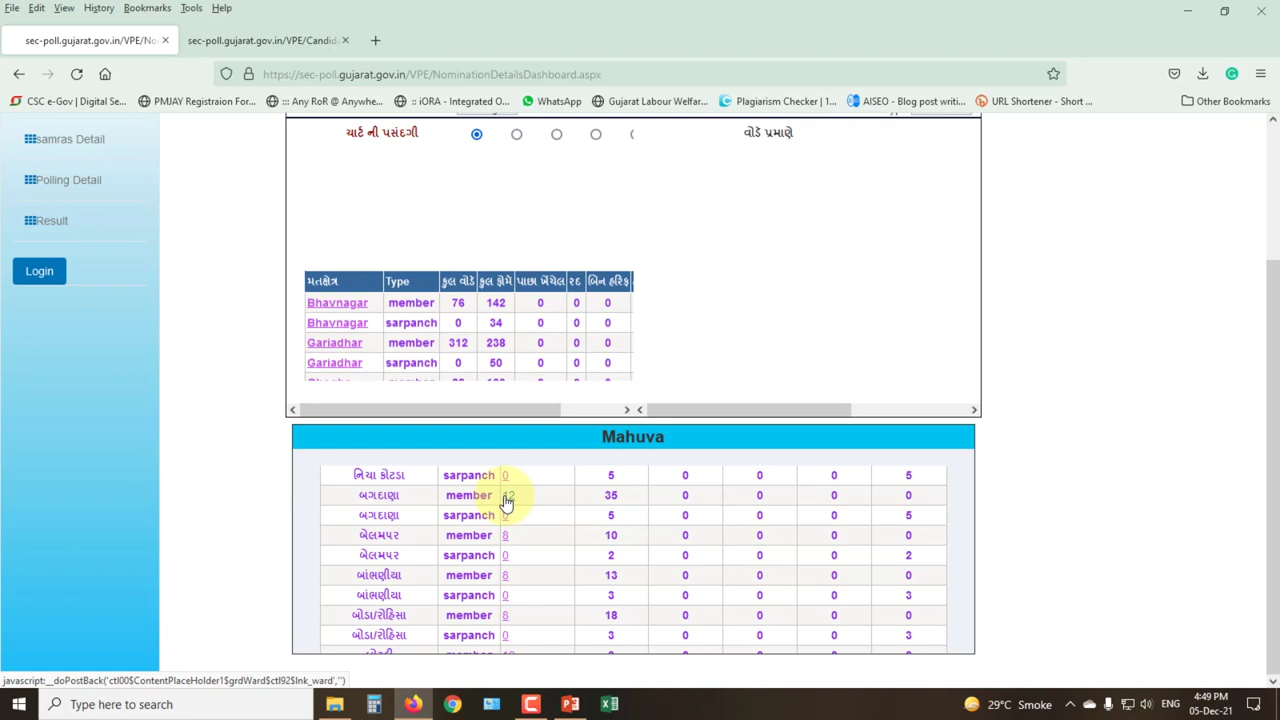 File Edit View History Bookmarks Tools Help
sec-poll.gujarat.gov.in/VPE/No sec-poll.gujarat.gov.in/VPE/Candid
https://sec-poll.gujarat.gov.in/VPE/NominationDetailsDashboard.aspx
CSC e-Gov | Digital Se... PMJAY Registraion For... ::: Any RoR @ Anywhe... :: iORA - Integrated O... WhatsApp Gujarat Labour Welfar... Plagiarism Checker | 1... AISEO - Blog post writi... URL Shortener - Short ... Other Bookmarks
samras Detail
Polling Detail
Result
Login
ચાર્ટ ની પસંદગી વોર્ડ પ્રમાણે
મતક્ષેત્ર Type કુલ વોર્ડ કુલ ફોર્મ પાછા ખેંચેલ રદ બિન હરિફ
Bhavnagar member 76 142 0 0 0
Bhavnagar sarpanch 0 34 0 0 0
Gariadhar member 312 238 0 0 0
Gariadhar sarpanch 0 50 0 0 0
Mahuva
નિચા કોટડા sarpanch 0 5 0 0 0 5
બગદાણા member 12 35 0 0 0 0
બગદાણા sarpanch 0 5 0 0 0 5
બેલમપર member 8 10 0 0 0 0
બેલમપર sarpanch 0 2 0 0 0 2
બાંભણીયા member 8 13 0 0 0 0
બાંભણીયા sarpanch 0 3 0 0 0 3
બોડા/રોહિસા member 8 18 0 0 0 0
બોડા/રોહિસા sarpanch 0 3 0 0 0 3
javascript:__doPostBack('ctl00$ContentPlaceHolder1$grdWard$ctl92$lnk_ward','')
Type here to search
29°C Smoke ENG 4:49 PM
05-Dec-21